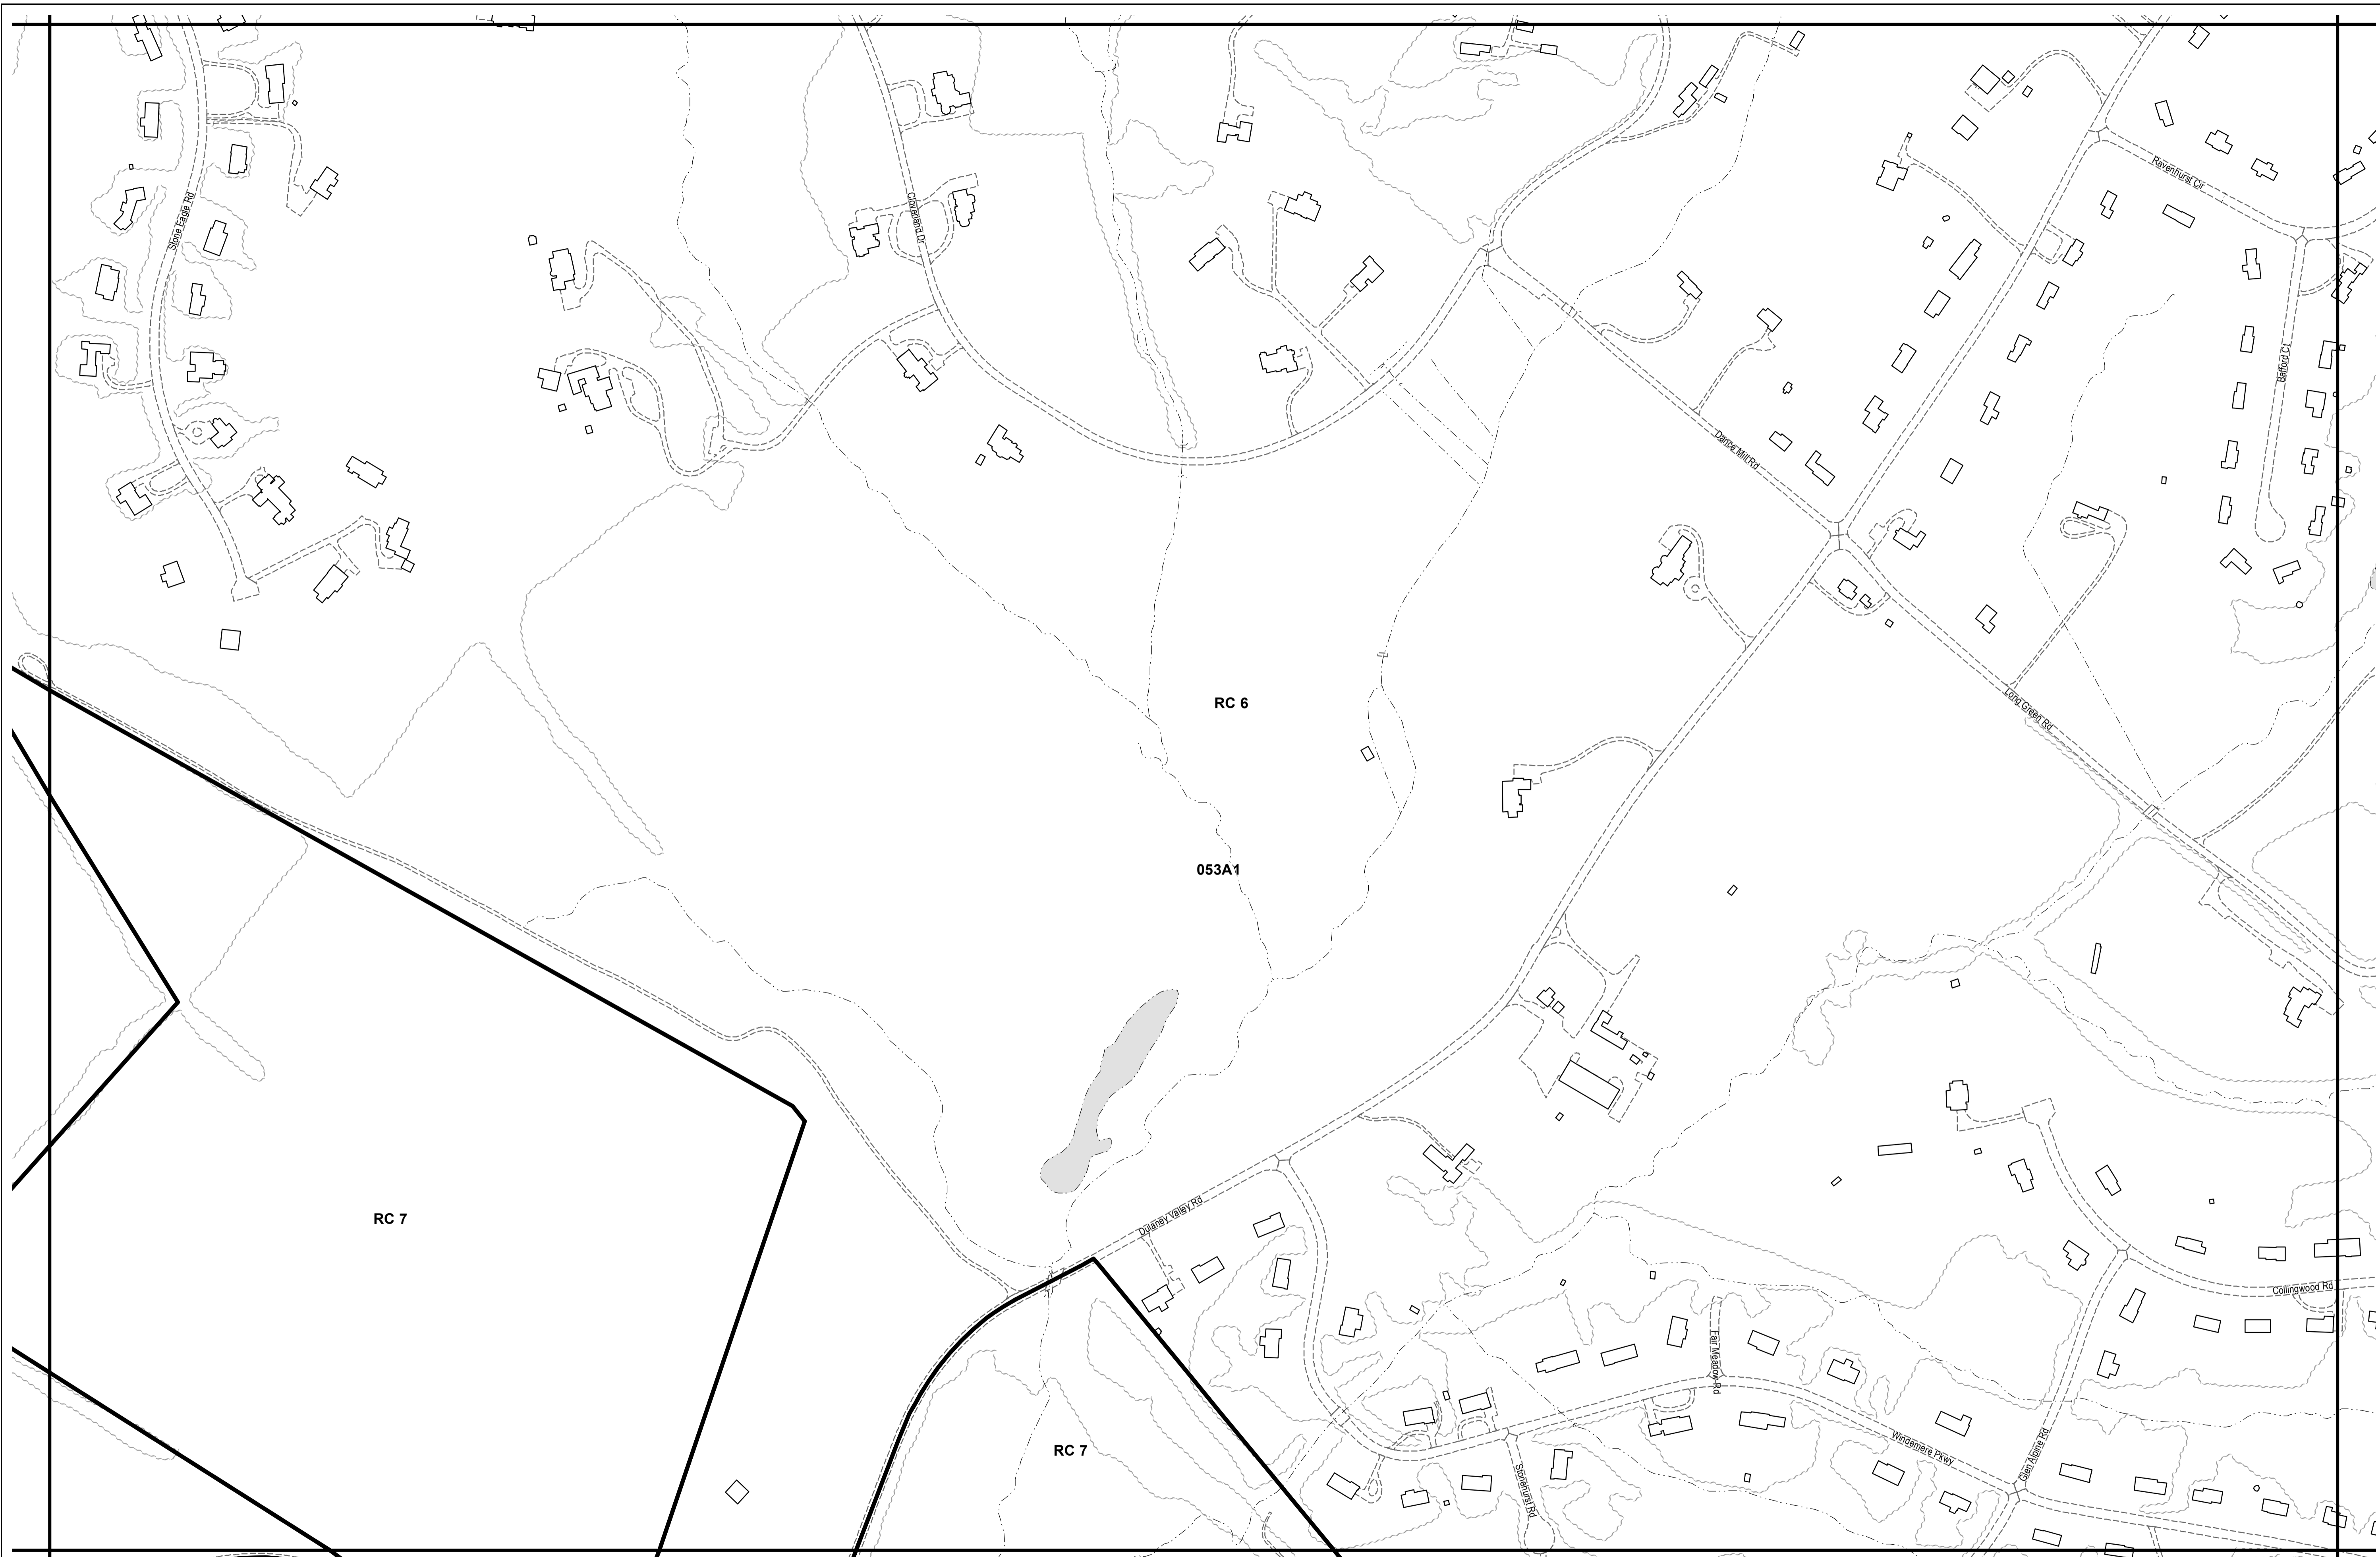 Ravenhurst Cir
Stone Eagle Rd
Cloverland Dr
Bafford Ct
Dance Mill Rd
RC 6
Long Green Rd
053A1
Dulaney Valley Rd
RC 7
Collingwood Rd
Fair Meadow Rd
RC 7
Windemere Pkwy
Glen Alpine Rd
Stonehurst Rd